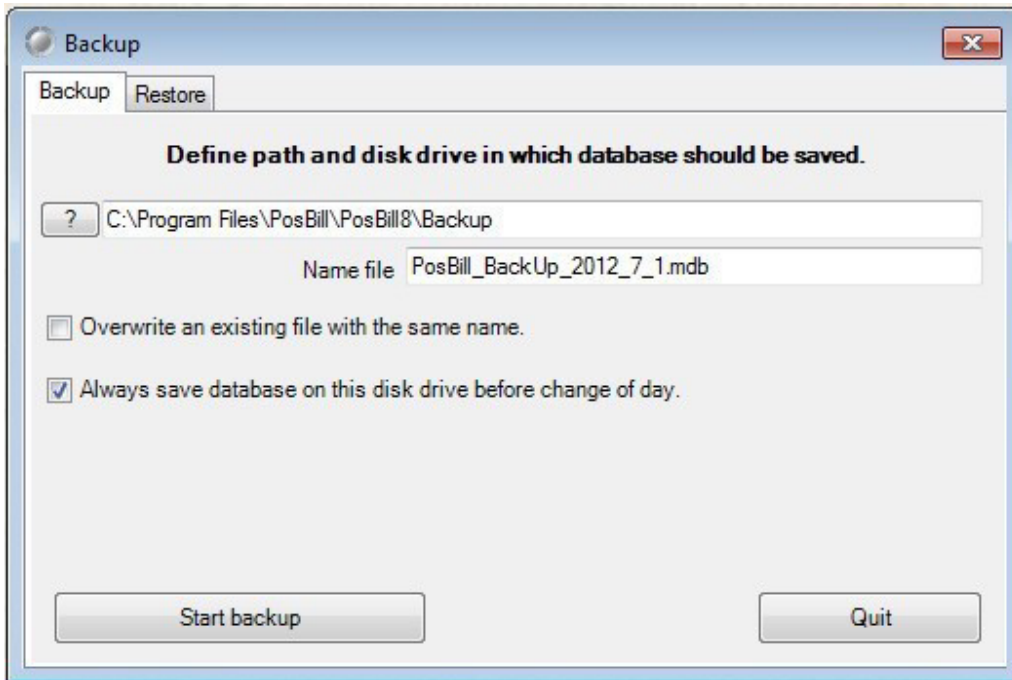 Backup
Backup Restore
Define path and disk drive in which database should be saved.
? C:\Program Files\PosBill\PosBill8\Backup
Name file PosBill_BackUp_2012_7_1.mdb
Overwrite an existing file with the same name.
Always save database on this disk drive before change of day.
Start backup Quit